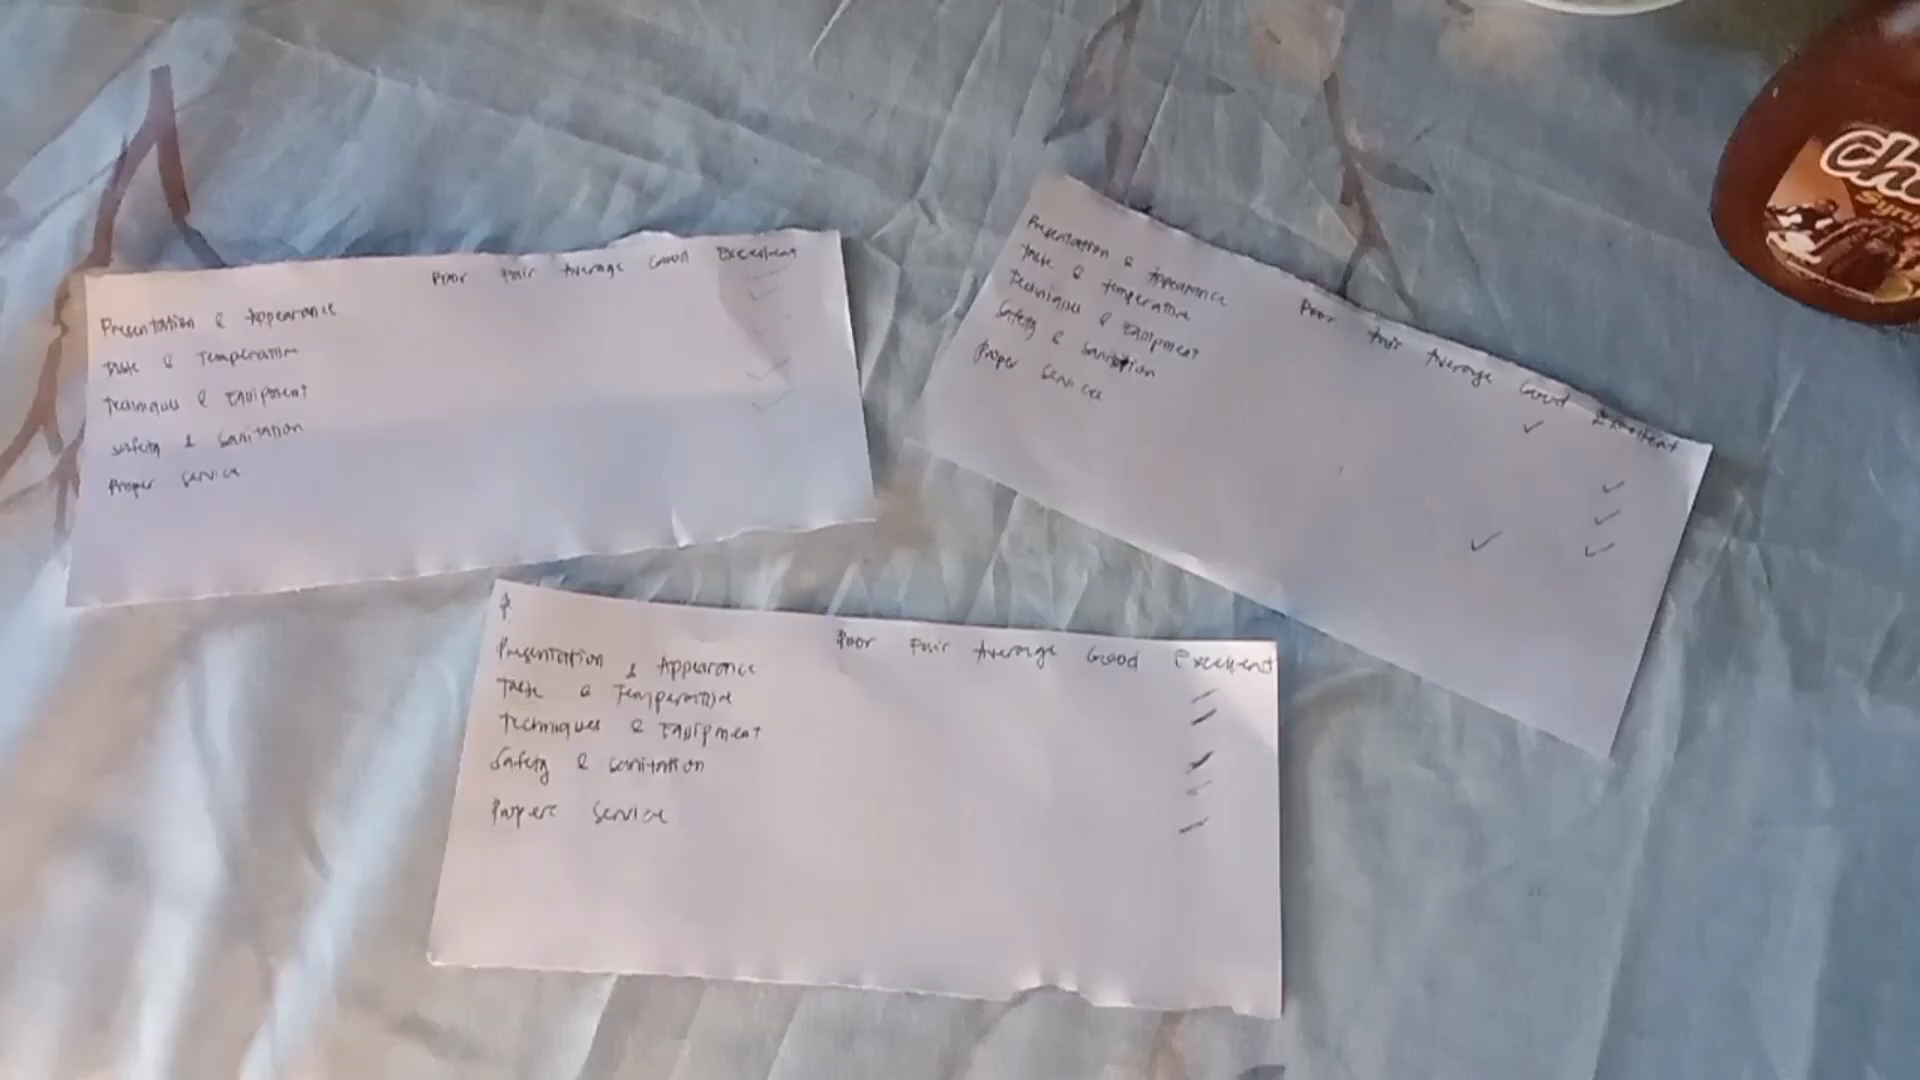 Poor Fair Average Good Excellent
Presentation & Appearance
Taste & Temperature
Techniques & Equipment
Safety & Sanitation
Proper Service
Presentation & Appearance
Taste & temperature
Techniques & Equipment
Safety & Sanitation
Proper Service
Poor Fair Average Good Excellent
P
Poor Fair Average Good Excellent
Presentation & Appearance
Taste & Temperature
Techniques & Equipment
Safety & Sanitation
Proper Service